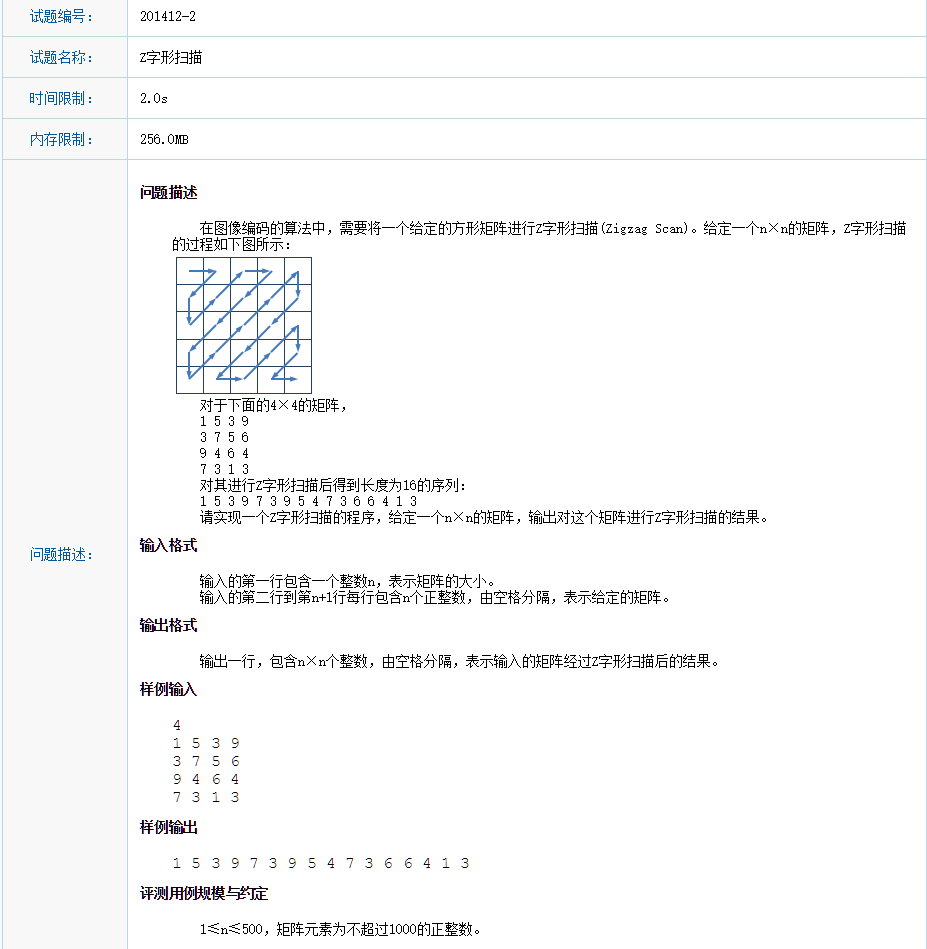 试题编号： 201412-2
试题名称： Z字形扫描
时间限制： 2.0s
内存限制： 256.0MB
问题描述：
问题描述
在图像编码的算法中，需要将一个给定的方形矩阵进行Z字形扫描(Zigzag Scan)。给定一个n×n的矩阵，Z字形扫描
的过程如下图所示：
对于下面的4×4的矩阵，
1 5 3 9
3 7 5 6
9 4 6 4
7 3 1 3
对其进行Z字形扫描后得到长度为16的序列：
1 5 3 9 7 3 9 5 4 7 3 6 6 4 1 3
请实现一个Z字形扫描的程序，给定一个n×n的矩阵，输出对这个矩阵进行Z字形扫描的结果。
输入格式
输入的第一行包含一个整数n，表示矩阵的大小。
输入的第二行到第n+1行每行包含n个正整数，由空格分隔，表示给定的矩阵。
输出格式
输出一行，包含n×n个整数，由空格分隔，表示输入的矩阵经过Z字形扫描后的结果。
样例输入
4
1 5 3 9
3 7 5 6
9 4 6 4
7 3 1 3
样例输出
1 5 3 9 7 3 9 5 4 7 3 6 6 4 1 3
评测用例规模与约定
1≤n≤500，矩阵元素为不超过1000的正整数。